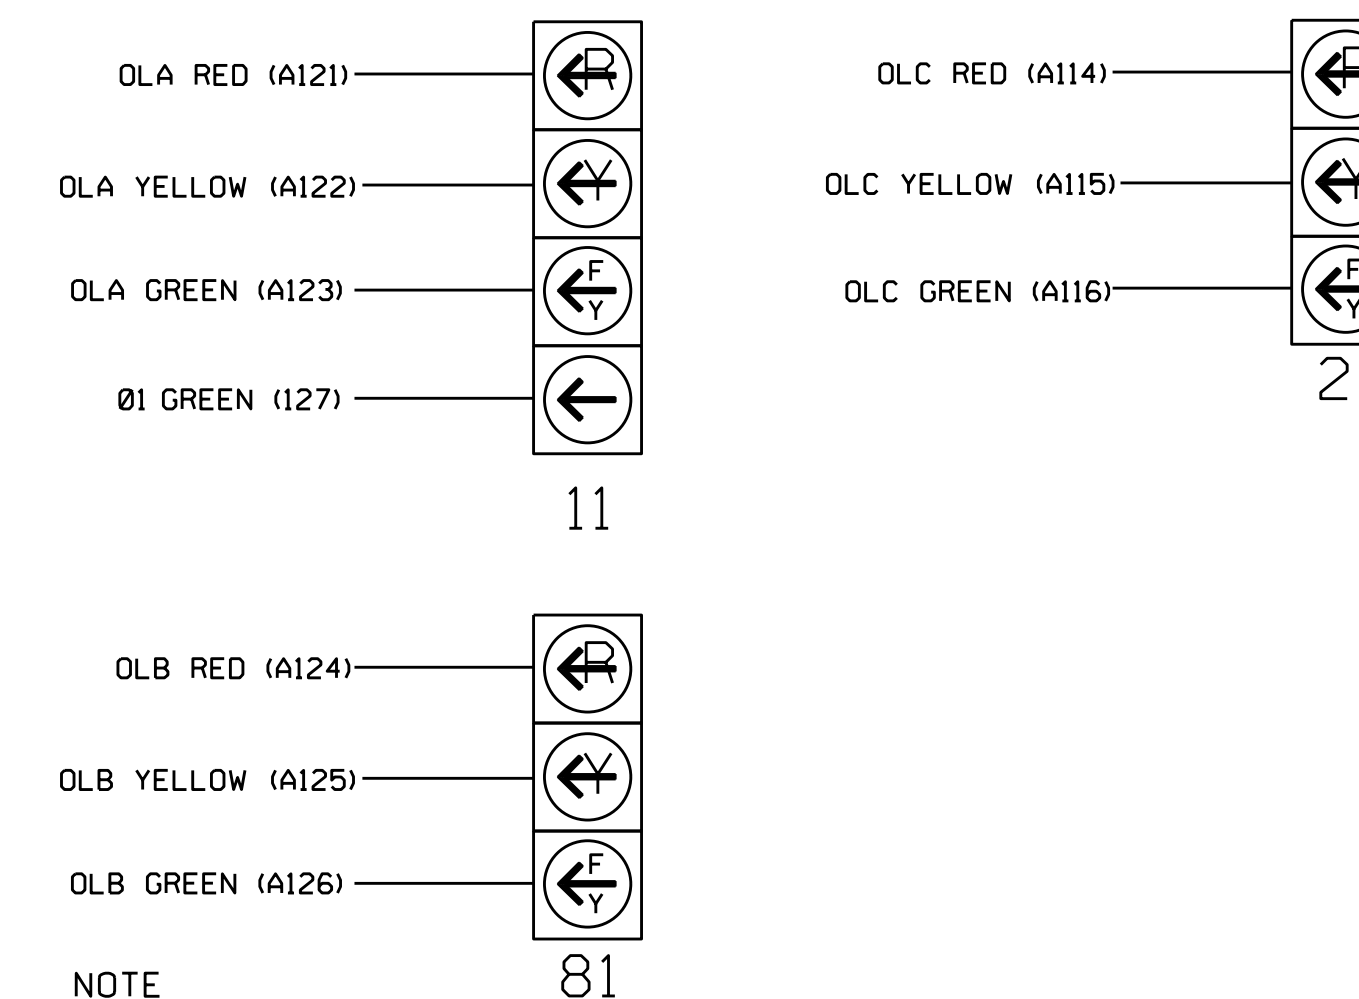 OLA RED (A121)
R
OLA YELLOW (A122)
Y
OLA GREEN (A123)
F
Y
Ø1 GREEN (127)
11
OLC RED (A114)
OLC YELLOW (A115)
OLC GREEN (A116)
F
Y
2
OLB RED (A124)
R
OLB YELLOW (A125)
Y
OLB GREEN (A126)
F
Y
81
NOTE